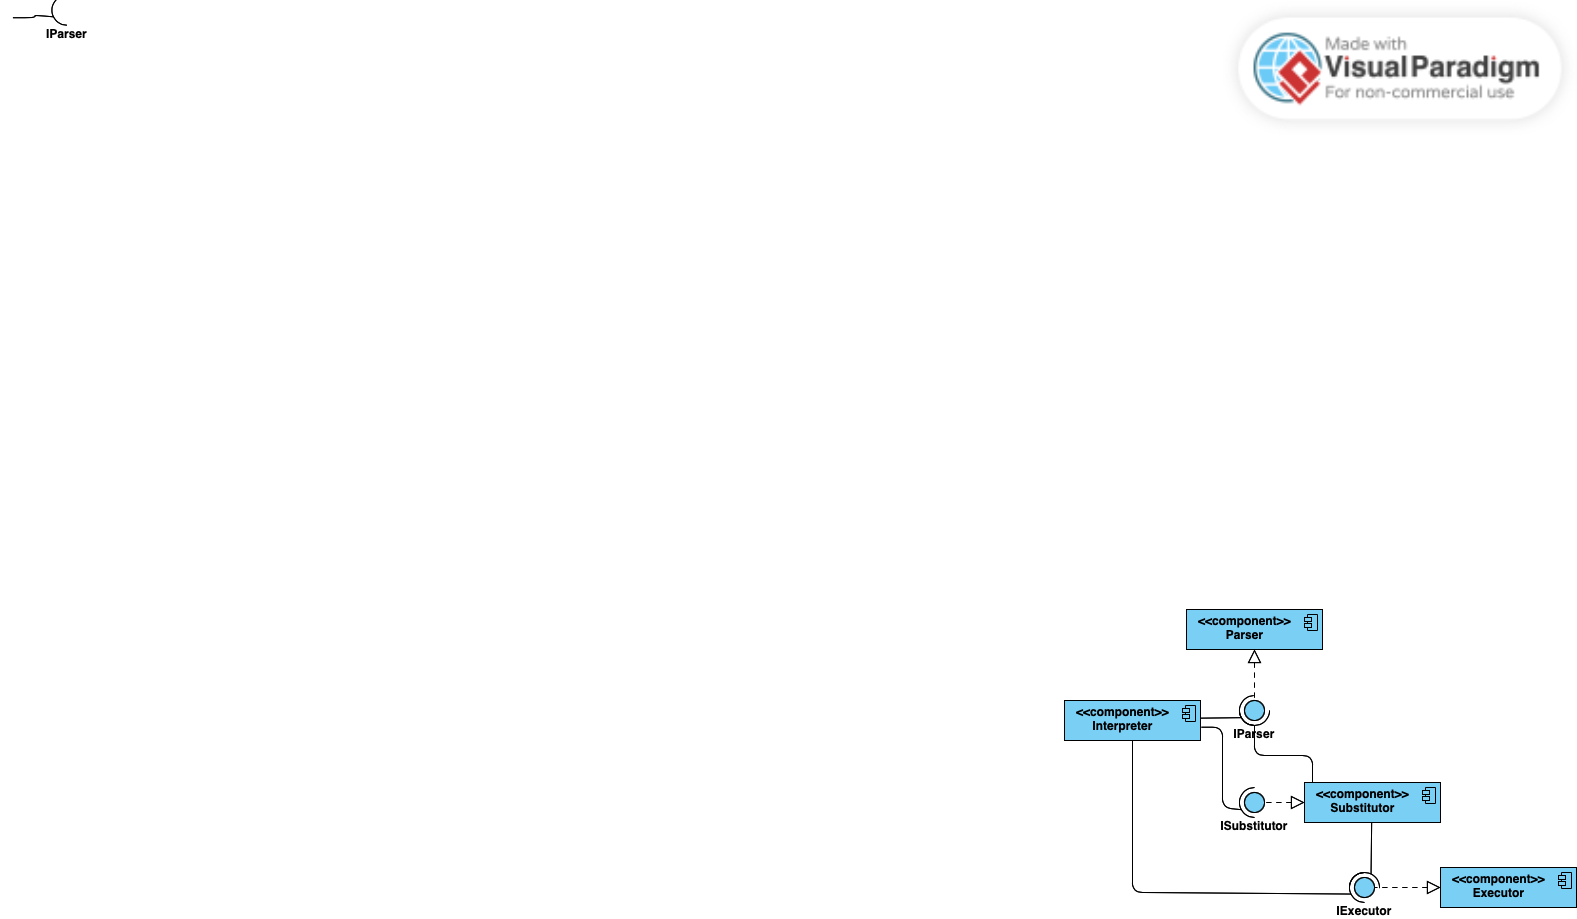 IParser
Made with
Visual Paradigm
For non-commercial use
<<component>>
Parser
<<component>>
Interpreter
IParser
<<component>>
Substitutor
ISubstitutor
<<component>>
Executor
IExecutor